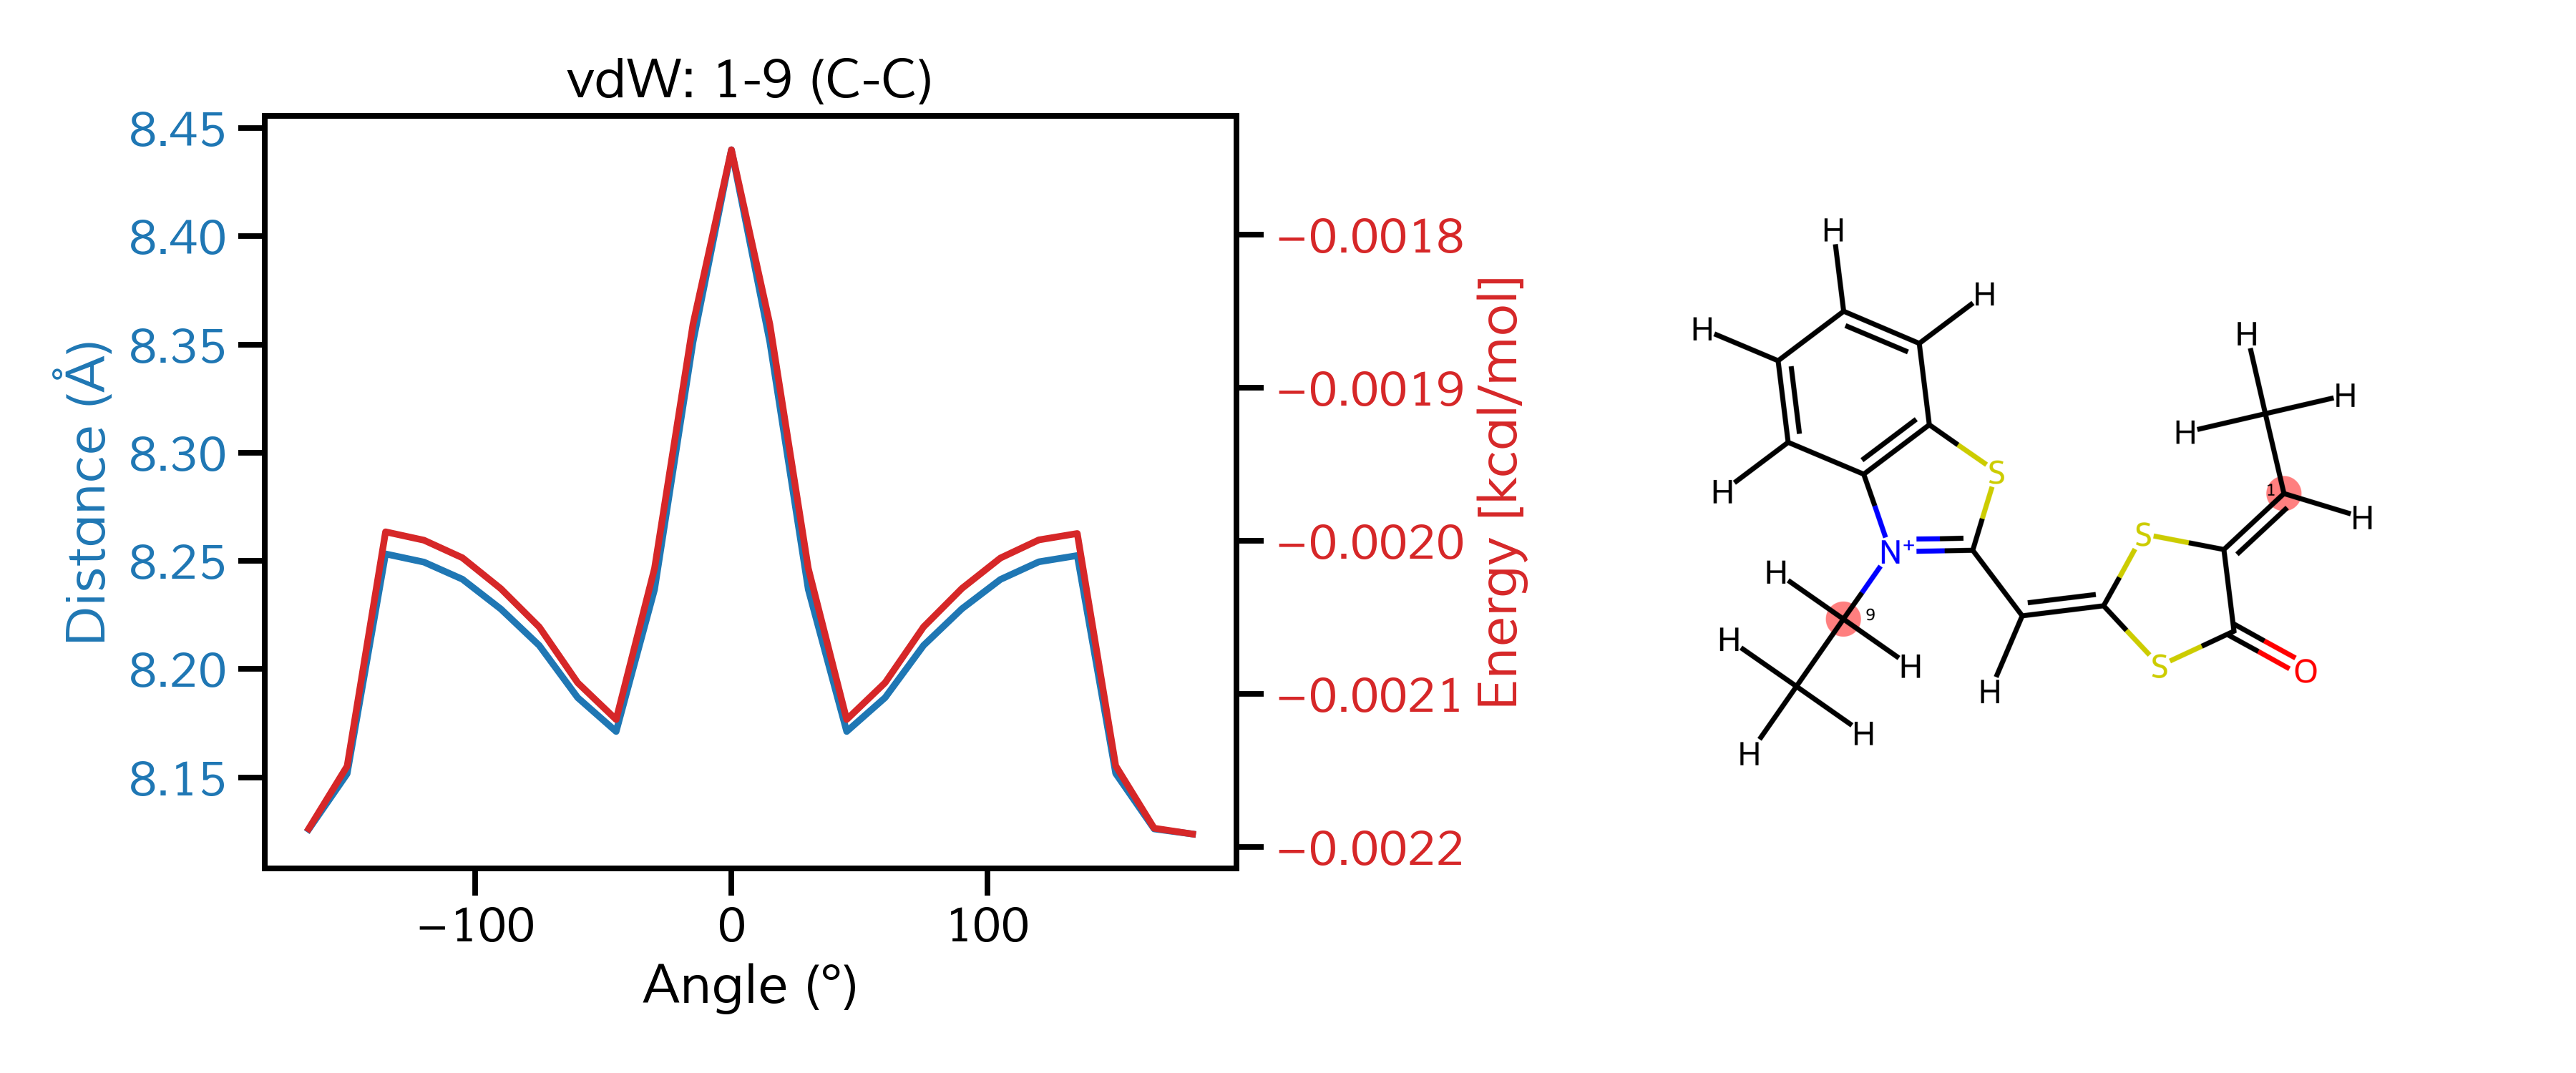 vdW: 1-9 (C-C)
8.45
8.40
8.35
8.30
8.25
8.20
8.15
Distance (Å)
−0.0018
−0.0019
−0.0020
−0.0021
−0.0022
Energy [kcal/mol]
−100 0 100
Angle (°)
H
H
H
H
S
N+
H
9
H
H
H
H
H
S
S
O
1
H
H
H
H